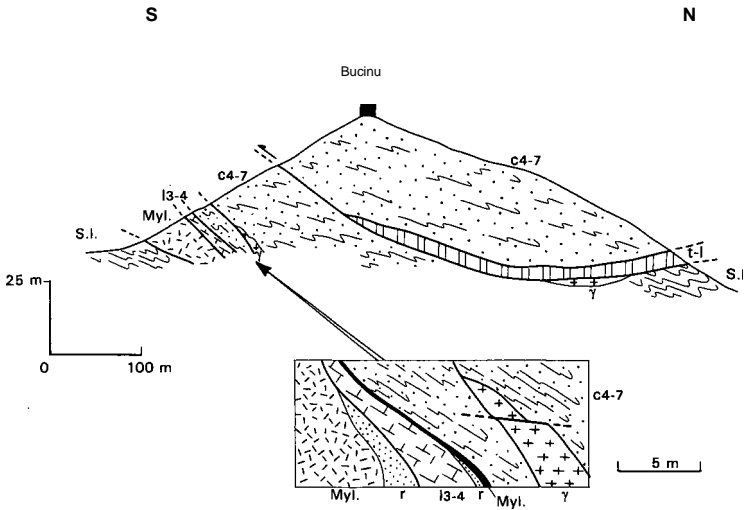 S
N
Bucinu
c4-7
c4-7
l3-4
Myl.
S.l.
t-l
S.l
γ
25 m
0
100 m
c4-7
5 m
Myl.
r
l3-4
r
Myl.
γ